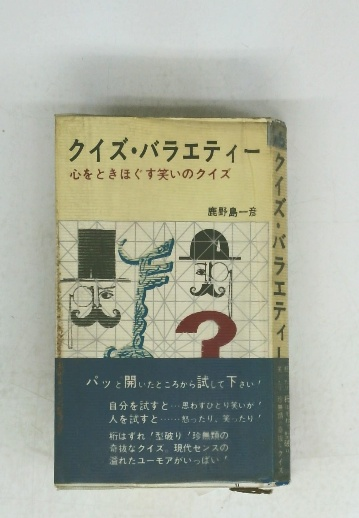 クイズ・バラエティー
心をときほぐす笑いのクイズ
鹿野島一彦
?
パッと開いたところから試して下さい!
自分を試すと…思わずひとり笑いが!
人を試すと……怒ったり、笑ったり!
桁はずれ!型破り!珍無類の
奇抜なクイズ。現代センスの
溢れたユーモアがいっぱい!
クイズ・バラエティー